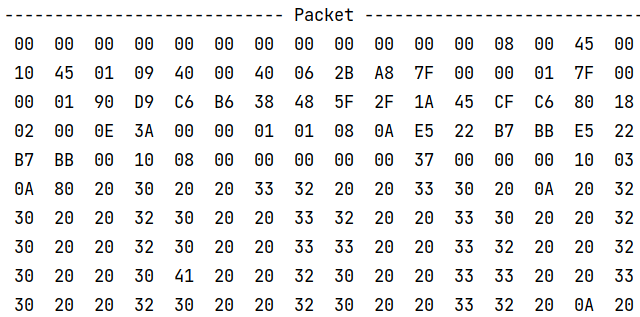 ---------------------------- Packet ----------------------------
00 00 00 00 00 00 00 00 00 00 00 00 08 00 45 00
10 45 01 09 40 00 40 06 2B A8 7F 00 00 01 7F 00
00 01 90 D9 C6 B6 38 48 5F 2F 1A 45 CF C6 80 18
02 00 0E 3A 00 00 01 01 08 0A E5 22 B7 BB E5 22
B7 BB 00 10 08 00 00 00 00 00 37 00 00 00 10 03
0A 80 20 30 20 20 33 32 20 20 33 30 20 0A 20 32
30 20 20 32 30 20 20 33 32 20 20 33 30 20 20 32
30 20 20 32 30 20 20 33 33 20 20 33 32 20 20 32
30 20 20 30 41 20 20 32 30 20 20 33 33 20 20 33
30 20 20 32 30 20 20 32 30 20 20 33 32 20 0A 20